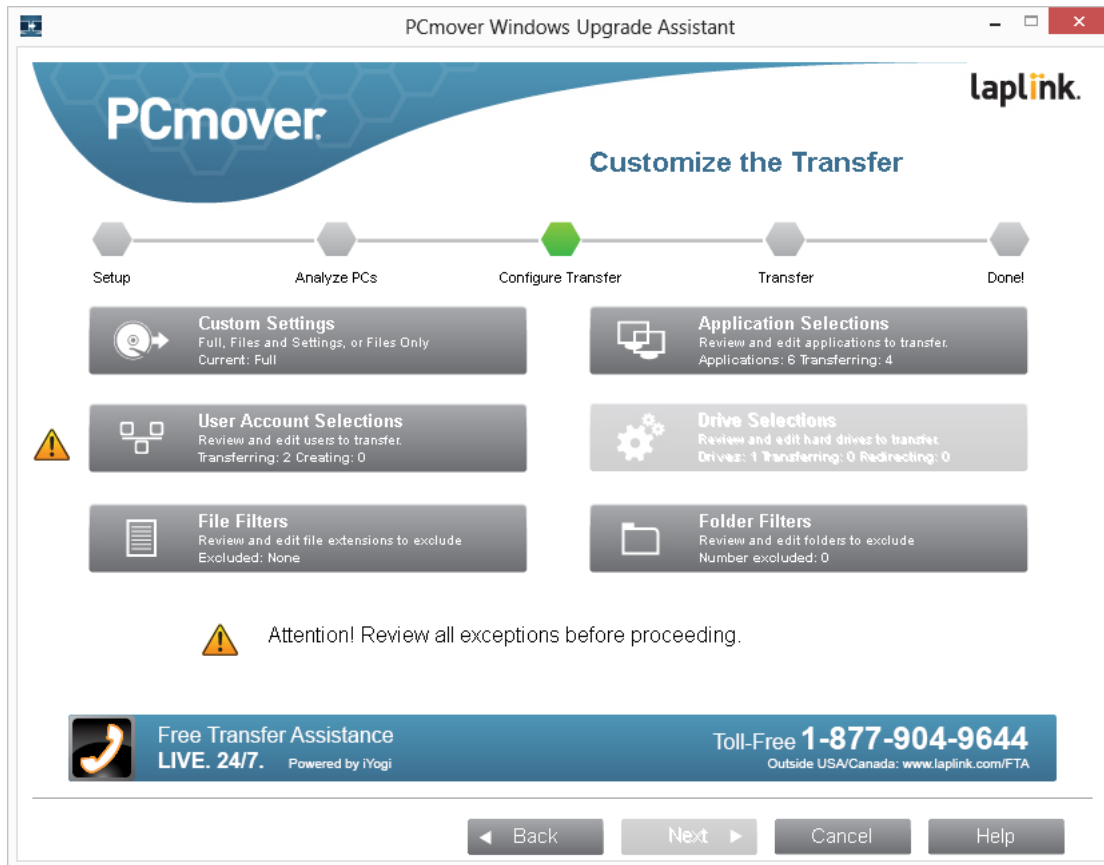 PCmover Windows Upgrade Assistant
PCmover
laplink.
Customize the Transfer
Setup
Analyze PCs
Configure Transfer
Transfer
Done!
Custom Settings
Full, Files and Settings, or Files Only
Current: Full
Application Selections
Review and edit applications to transfer.
Applications: 6 Transferring: 4
User Account Selections
Review and edit users to transfer.
Transferring: 2 Creating: 0
Drive Selections
Review and edit hard drives to transfer.
Drives: 1 Transferring: 0 Redirecting: 0
File Filters
Review and edit file extensions to exclude
Excluded: None
Folder Filters
Review and edit folders to exclude
Number excluded: 0
Attention! Review all exceptions before proceeding.
Free Transfer Assistance
LIVE. 24/7. Powered by iYogi
Toll-Free 1-877-904-9644
Outside USA/Canada: www.laplink.com/FTA
Back
Next
Cancel
Help